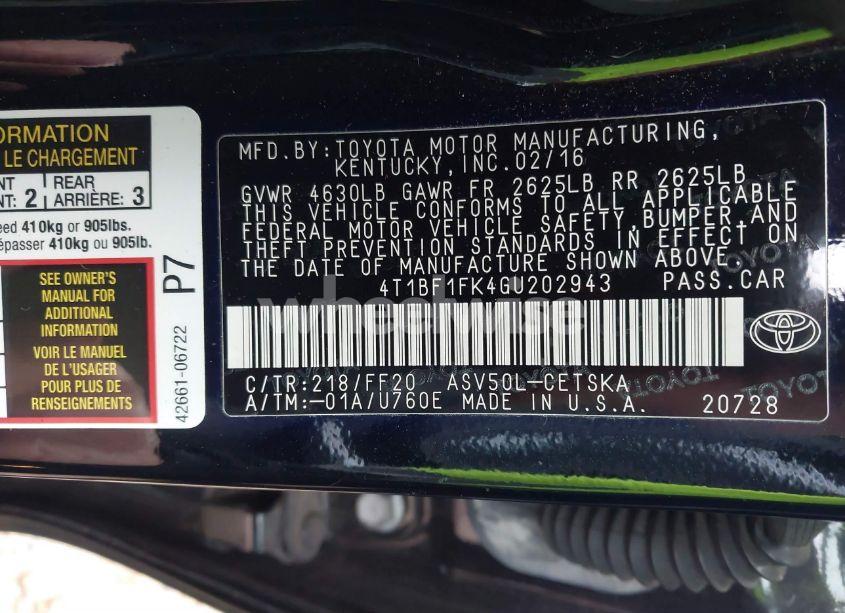 ORMATION
LE CHARGEMENT
NT 2 REAR
NT: ARRIÈRE: 3
eed 410kg or 905lbs.
épasser 410kg ou 905lb.
SEE OWNER'S
MANUAL FOR
ADDITIONAL
INFORMATION
VOIR LE MANUEL
DE L'USAGER
POUR PLUS DE
RENSEIGNEMENTS
P7
42661-06722
MFD.BY:TOYOTA MOTOR MANUFACTURING,
KENTUCKY,INC.02/16
GVWR 4630LB GAWR FR 2625LB RR 2625LB
THIS VEHICLE CONFORMS TO ALL APPLICABLE
FEDERAL MOTOR VEHICLE SAFETY,BUMPER,AND
THEFT PREVENTION STANDARDS IN EFFECT ON
THE DATE OF MANUFACTURE SHOWN ABOVE.
4T1BF1FK4GU202943 PASS.CAR
wheelwise
C/TR:218/FF20 ASV50L-CETSKA
A/TM:-01A/U760E MADE IN U.S.A. 20728
TOYOTA